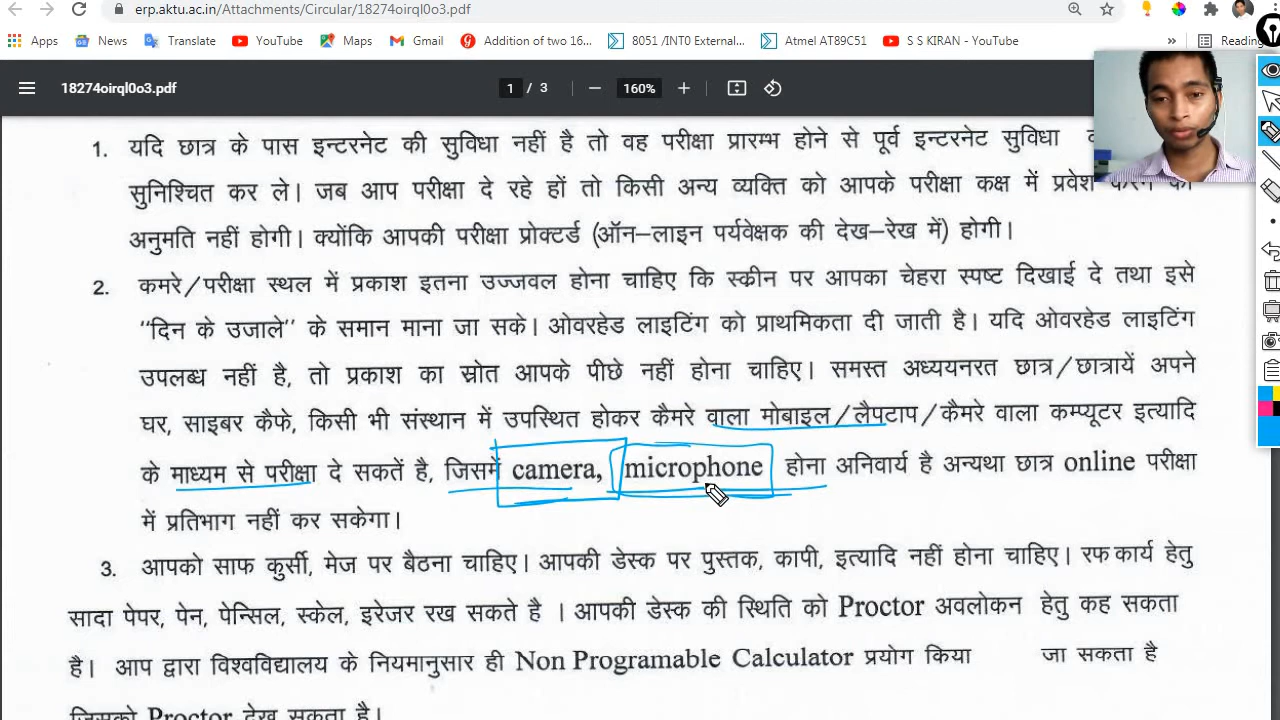 erp.aktu.ac.in/Attachments/Circular/18274oirql0o3.pdf
Apps News Translate YouTube Maps Gmail Addition of two 16... 8051 /INT0 External... Atmel AT89C51 S S KIRAN - YouTube » Reading
18274oirql0o3.pdf 1 / 3 — 160% +
1. यदि छात्र के पास इन्टरनेट की सुविधा नहीं है तो वह परीक्षा प्रारम्भ होने से पूर्व इन्टरनेट सुविधा
सुनिश्चित कर ले। जब आप परीक्षा दे रहे हों तो किसी अन्य व्यक्ति को आपके परीक्षा कक्ष में प्रवेश करने की
अनुमति नहीं होगी। क्योंकि आपकी परीक्षा प्रोक्टर्ड (ऑन–लाइन पर्यवेक्षक की देख–रेख में) होगी।
2. कमरे/परीक्षा स्थल में प्रकाश इतना उज्जवल होना चाहिए कि स्क्रीन पर आपका चेहरा स्पष्ट दिखाई दे तथा इसे
“दिन के उजाले” के समान माना जा सके। ओवरहेड लाइटिंग को प्राथमिकता दी जाती है। यदि ओवरहेड लाइटिंग
उपलब्ध नहीं है, तो प्रकाश का स्रोत आपके पीछे नहीं होना चाहिए। समस्त अध्ययनरत छात्र/छात्रायें अपने
घर, साइबर कैफे, किसी भी संस्थान में उपस्थित होकर कैमरे वाला मोबाइल/लैपटाप/कैमरे वाला कम्प्यूटर इत्यादि
के माध्यम से परीक्षा दे सकतें है, जिसमें camera, microphone होना अनिवार्य है अन्यथा छात्र online परीक्षा
में प्रतिभाग नहीं कर सकेगा।
3. आपको साफ कुर्सी, मेज पर बैठना चाहिए। आपकी डेस्क पर पुस्तक, कापी, इत्यादि नहीं होना चाहिए। रफ कार्य हेतु
सादा पेपर, पेन, पेन्सिल, स्केल, इरेजर रख सकते है । आपकी डेस्क की स्थिति को Proctor अवलोकन हेतु कह सकता
है। आप द्वारा विश्वविद्यालय के नियमानुसार ही Non Programable Calculator प्रयोग किया जा सकता है
जिसको Proctor देख सकता है।